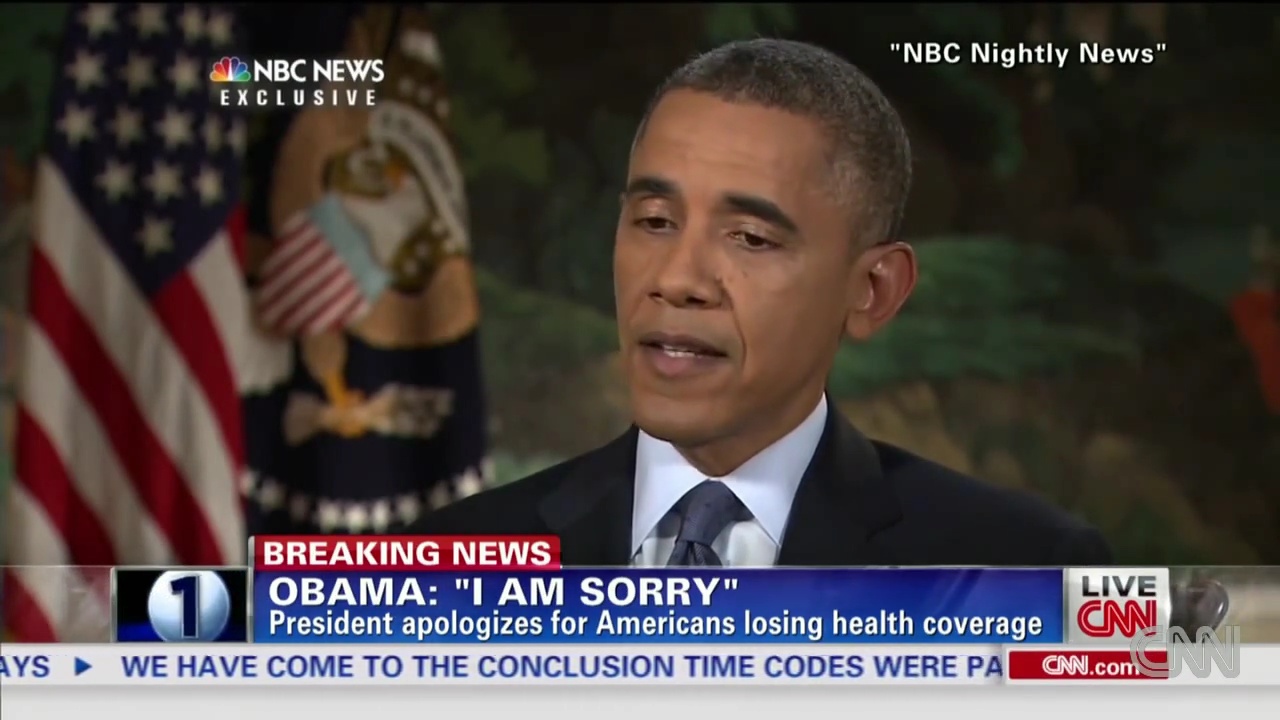 NBC NEWS
EXCLUSIVE
"NBC Nightly News"
BREAKING NEWS
1
OBAMA: "I AM SORRY"
President apologizes for Americans losing health coverage
LIVE
CNN
AYS ▶ WE HAVE COME TO THE CONCLUSION TIME CODES WERE PA
CNN.com
CNN